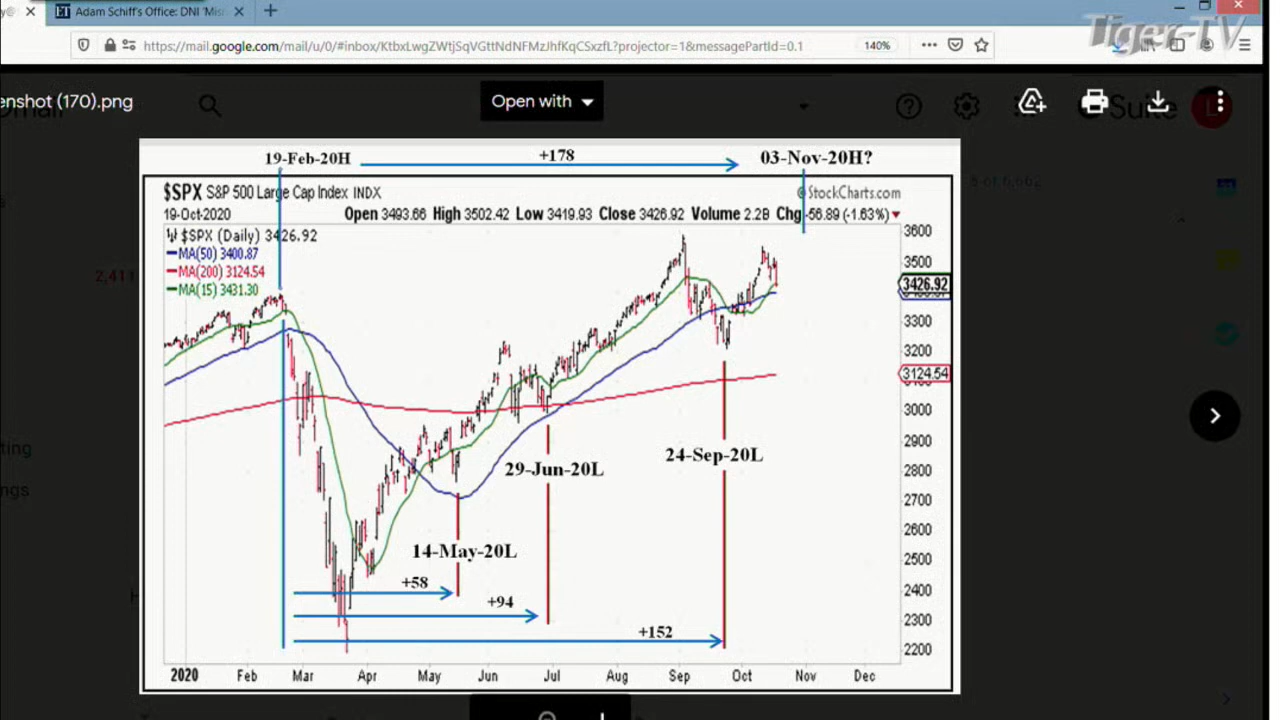 Adam Schiff's Office: DNI 'Mis
Tiger-TV
https://mail.google.com/mail/u/0/#inbox/KtbxLwgZWtjSqVGttNdNFMzJhfKqCSxzfL?projector=1&messagePartId=0.1
140%
enshot (170).png
Open with
Suite
19-Feb-20H
+178
03-Nov-20H?
$SPX S&P 500 Large Cap Index INDX
@StockCharts.com
19-Oct-2020
Open 3493.66 High 3502.42 Low 3419.93 Close 3426.92 Volume 2.2B Chg -56.89 (-1.63%)
$SPX (Daily) 3426.92
MA(50) 3400.87
MA(200) 3124.54
MA(15) 3431.30
2,411
3600
3500
3426.92
3300
3200
3124.54
3000
2900
2800
2700
2600
2500
2400
2300
2200
24-Sep-20L
29-Jun-20L
14-May-20L
+58
+94
+152
ting
ngs
2020 Feb Mar Apr May Jun Jul Aug Sep Oct Nov Dec